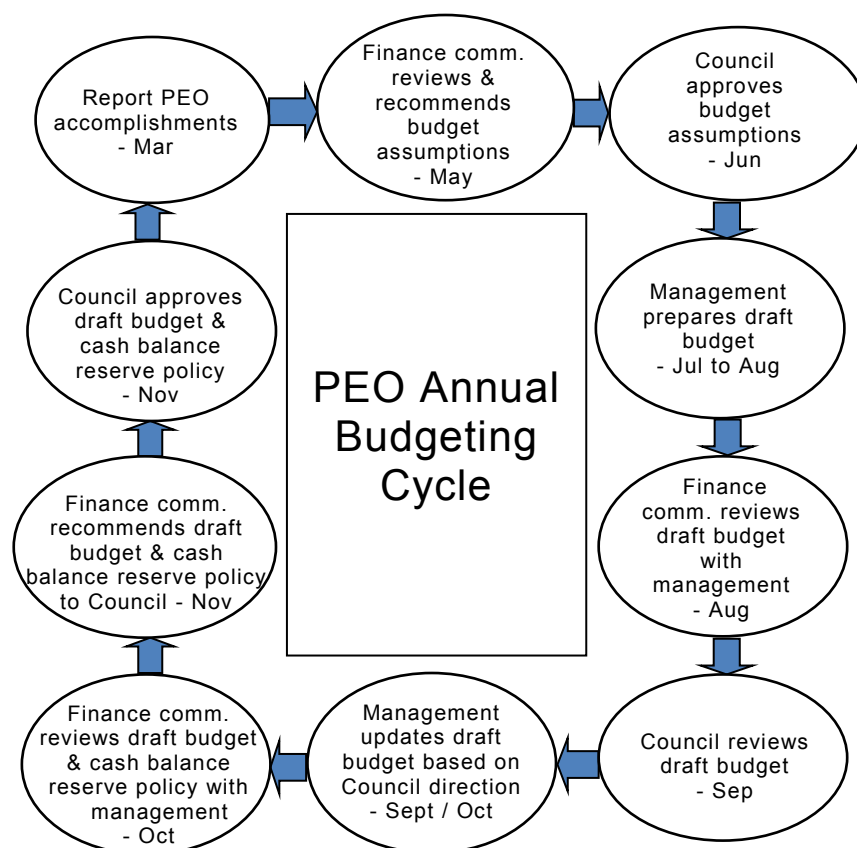 Report PEO
accomplishments
- Mar
Finance comm.
reviews &
recommends
budget
assumptions
- May
Council
approves
budget
assumptions
- Jun
Management
prepares draft
budget
- Jul to Aug
Finance
comm. reviews
draft budget
with
management
- Aug
Council reviews
draft budget
- Sep
Management
updates draft
budget based on
Council direction
- Sept / Oct
Finance comm.
reviews draft budget
& cash balance
reserve policy with
management
- Oct
Finance comm.
recommends draft
budget & cash
balance reserve policy
to Council - Nov
Council approves
draft budget &
cash balance
reserve policy
- Nov
PEO Annual
Budgeting
Cycle